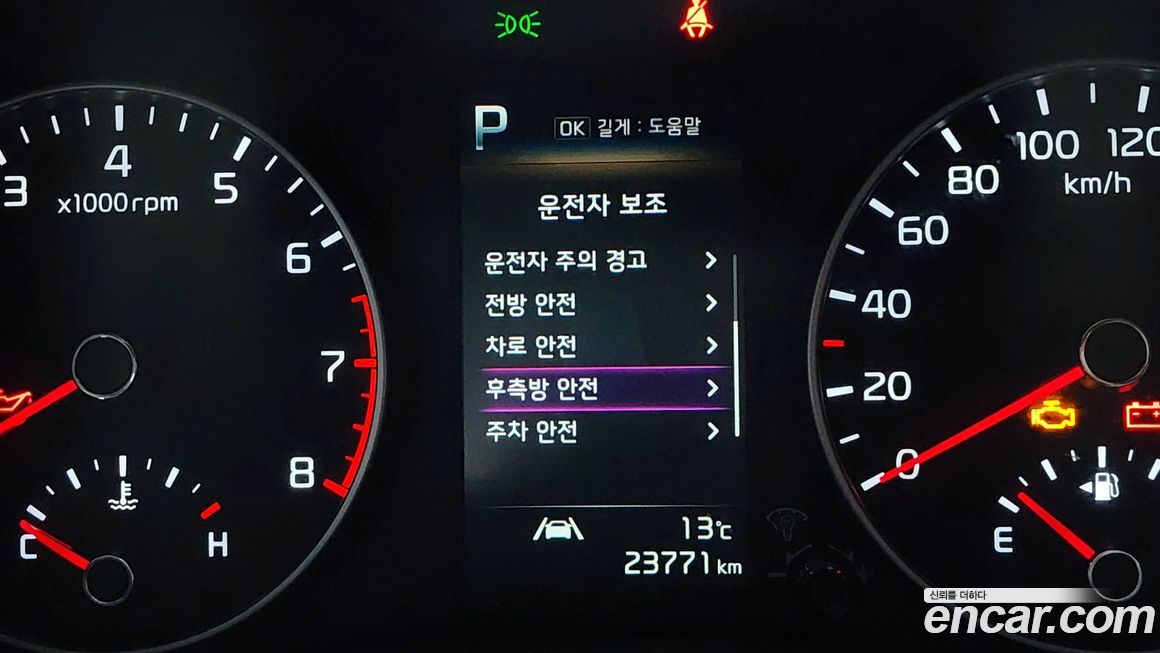 P
OK 길게 : 도움말
운전자 보조
운전자 주의 경고
전방 안전
차로 안전
후측방 안전
주차 안전
13℃
23771 km
3
4
5
6
7
8
x1000rpm
C
H
0
20
40
60
80
100
120
km/h
E
신뢰를 더하다
encar.com